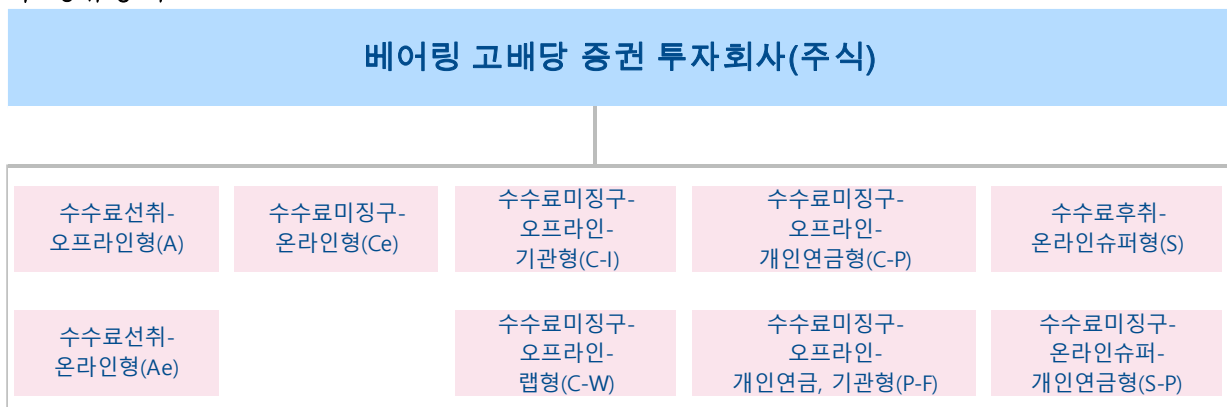 베어링 고배당 증권 투자회사(주식)
수수료선취-
오프라인형(A)
수수료미징구-
온라인형(Ce)
수수료미징구-
오프라인-
기관형(C-I)
수수료미징구-
오프라인-
개인연금형(C-P)
수수료후취-
온라인슈퍼형(S)
수수료선취-
온라인형(Ae)
수수료미징구-
오프라인-
랩형(C-W)
수수료미징구-
오프라인-
개인연금, 기관형(P-F)
수수료미징구-
온라인슈퍼-
개인연금형(S-P)